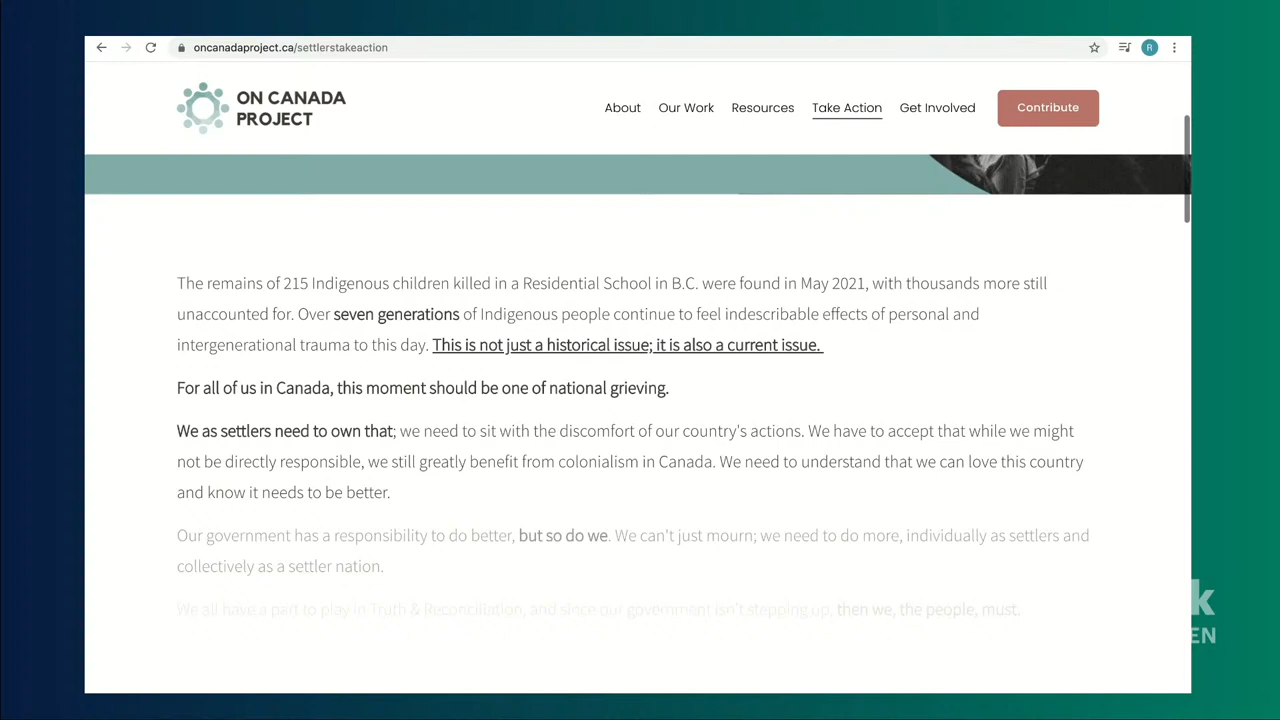 oncanadaproject.ca/settlerstakeaction
R
ON CANADA
PROJECT
About Our Work Resources Take Action Get Involved Contribute
The remains of 215 Indigenous children killed in a Residential School in B.C. were found in May 2021, with thousands more still
unaccounted for. Over seven generations of Indigenous people continue to feel indescribable effects of personal and
intergenerational trauma to this day. This is not just a historical issue; it is also a current issue.
For all of us in Canada, this moment should be one of national grieving.
We as settlers need to own that; we need to sit with the discomfort of our country's actions. We have to accept that while we might
not be directly responsible, we still greatly benefit from colonialism in Canada. We need to understand that we can love this country
and know it needs to be better.
Our government has a responsibility to do better, but so do we. We can't just mourn; we need to do more, individually as settlers and
collectively as a settler nation.
We all have a part to play in Truth & Reconciliation, and since our government isn't stepping up, then we, the people, must.
k
EN